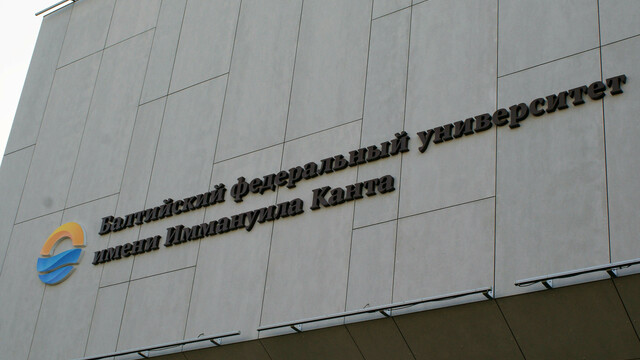 Балтийский федеральный университет
имени Иммануила Канта